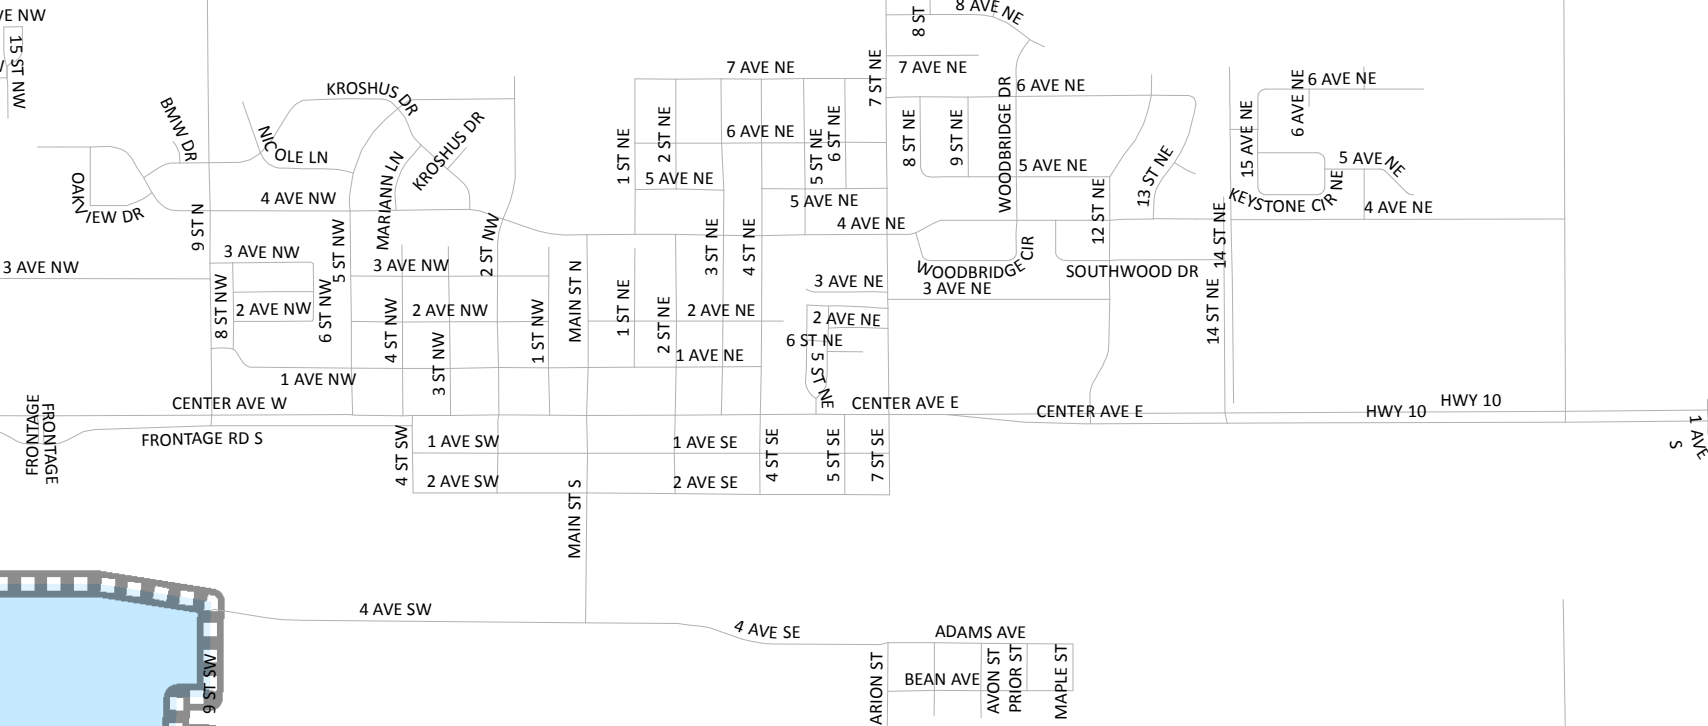 VE NW
15 ST NW
8 ST
8 AVE NE
7 AVE NE
7 ST NE
7 AVE NE
BMW DR
KROSHUS DR
KROSHUS DR
NICOLE LN
MARIANN LN
OAKVIEW DR
4 AVE NW
9 ST N
1 ST NE
2 ST NE
6 AVE NE
5 ST NE
6 ST NE
5 AVE NE
5 AVE NE
4 AVE NE
8 ST NE
9 ST NE
WOODBRIDGE DR
6 AVE NE
5 AVE NE
12 ST NE
13 ST NE
15 AVE NE
6 AVE NE
6 AVE NE
5 AVE NE
KEYSTONE CIR NE
4 AVE NE
14 ST NE
14 ST NE
3 AVE NW
3 AVE NW
8 ST NW
2 AVE NW
6 ST NW
5 ST NW
3 AVE NW
2 ST NW
4 ST NW
2 AVE NW
3 ST NW
1 ST NW
MAIN ST N
1 ST NE
2 ST NE
3 ST NE
4 ST NE
2 AVE NE
1 AVE NE
3 AVE NE
2 AVE NE
6 ST NE
5 ST NE
WOODBRIDGE CIR
3 AVE NE
SOUTHWOOD DR
1 AVE NW
CENTER AVE W
CENTER AVE E
CENTER AVE E
HWY 10
HWY 10
1 AVE
S
FRONTAGE
FRONTAGE
FRONTAGE
FRONTAGE
FRONTAGE RD S
4 ST SW
1 AVE SW
1 AVE SE
4 ST SE
5 ST SE
7 ST SE
2 AVE SW
2 AVE SE
MAIN ST S
4 AVE SW
4 AVE SE
9 ST SW
ADAMS AVE
ARION ST
BEAN AVE
AVON ST
PRIOR ST
MAPLE ST